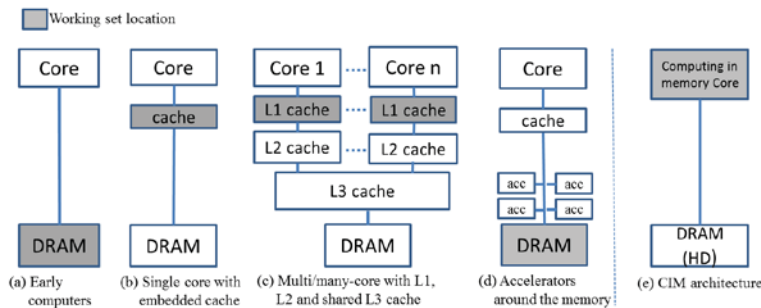 Working set location
Core
DRAM
(a) Early
computers
Core
cache
DRAM
(b) Single core with
embedded cache
Core 1
Core n
L1 cache
L1 cache
L2 cache
L2 cache
L3 cache
DRAM
(c) Multi/many-core with L1,
L2 and shared L3 cache
Core
cache
acc
acc
acc
acc
DRAM
(d) Accelerators
around the memory
Computing in
memory Core
DRAM
(HD)
(e) CIM architecture